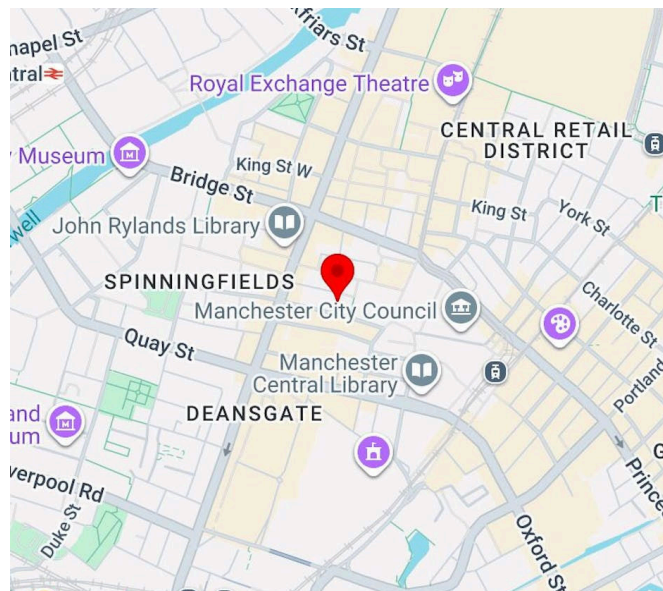 hapel St
friars St
tral
Royal Exchange Theatre
CENTRAL RETAIL
DISTRICT
y Museum
King St W
Bridge St
King St
York St
T
John Rylands Library
well
SPINNINGFIELDS
Manchester City Council
Charlotte St
Quay St
Manchester
Central Library
Portland
and
um
DEANSGATE
verpool Rd
G
Princes
Duke St
Oxford St